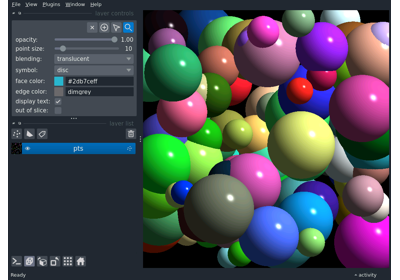 File View Plugins Window Help
layer controls
opacity: 1.00
point size: 10
blending: translucent
symbol: disc
face color: #2db7ceff
edge color: dimgrey
display text:
out of slice:
layer list
pts
Ready
activity